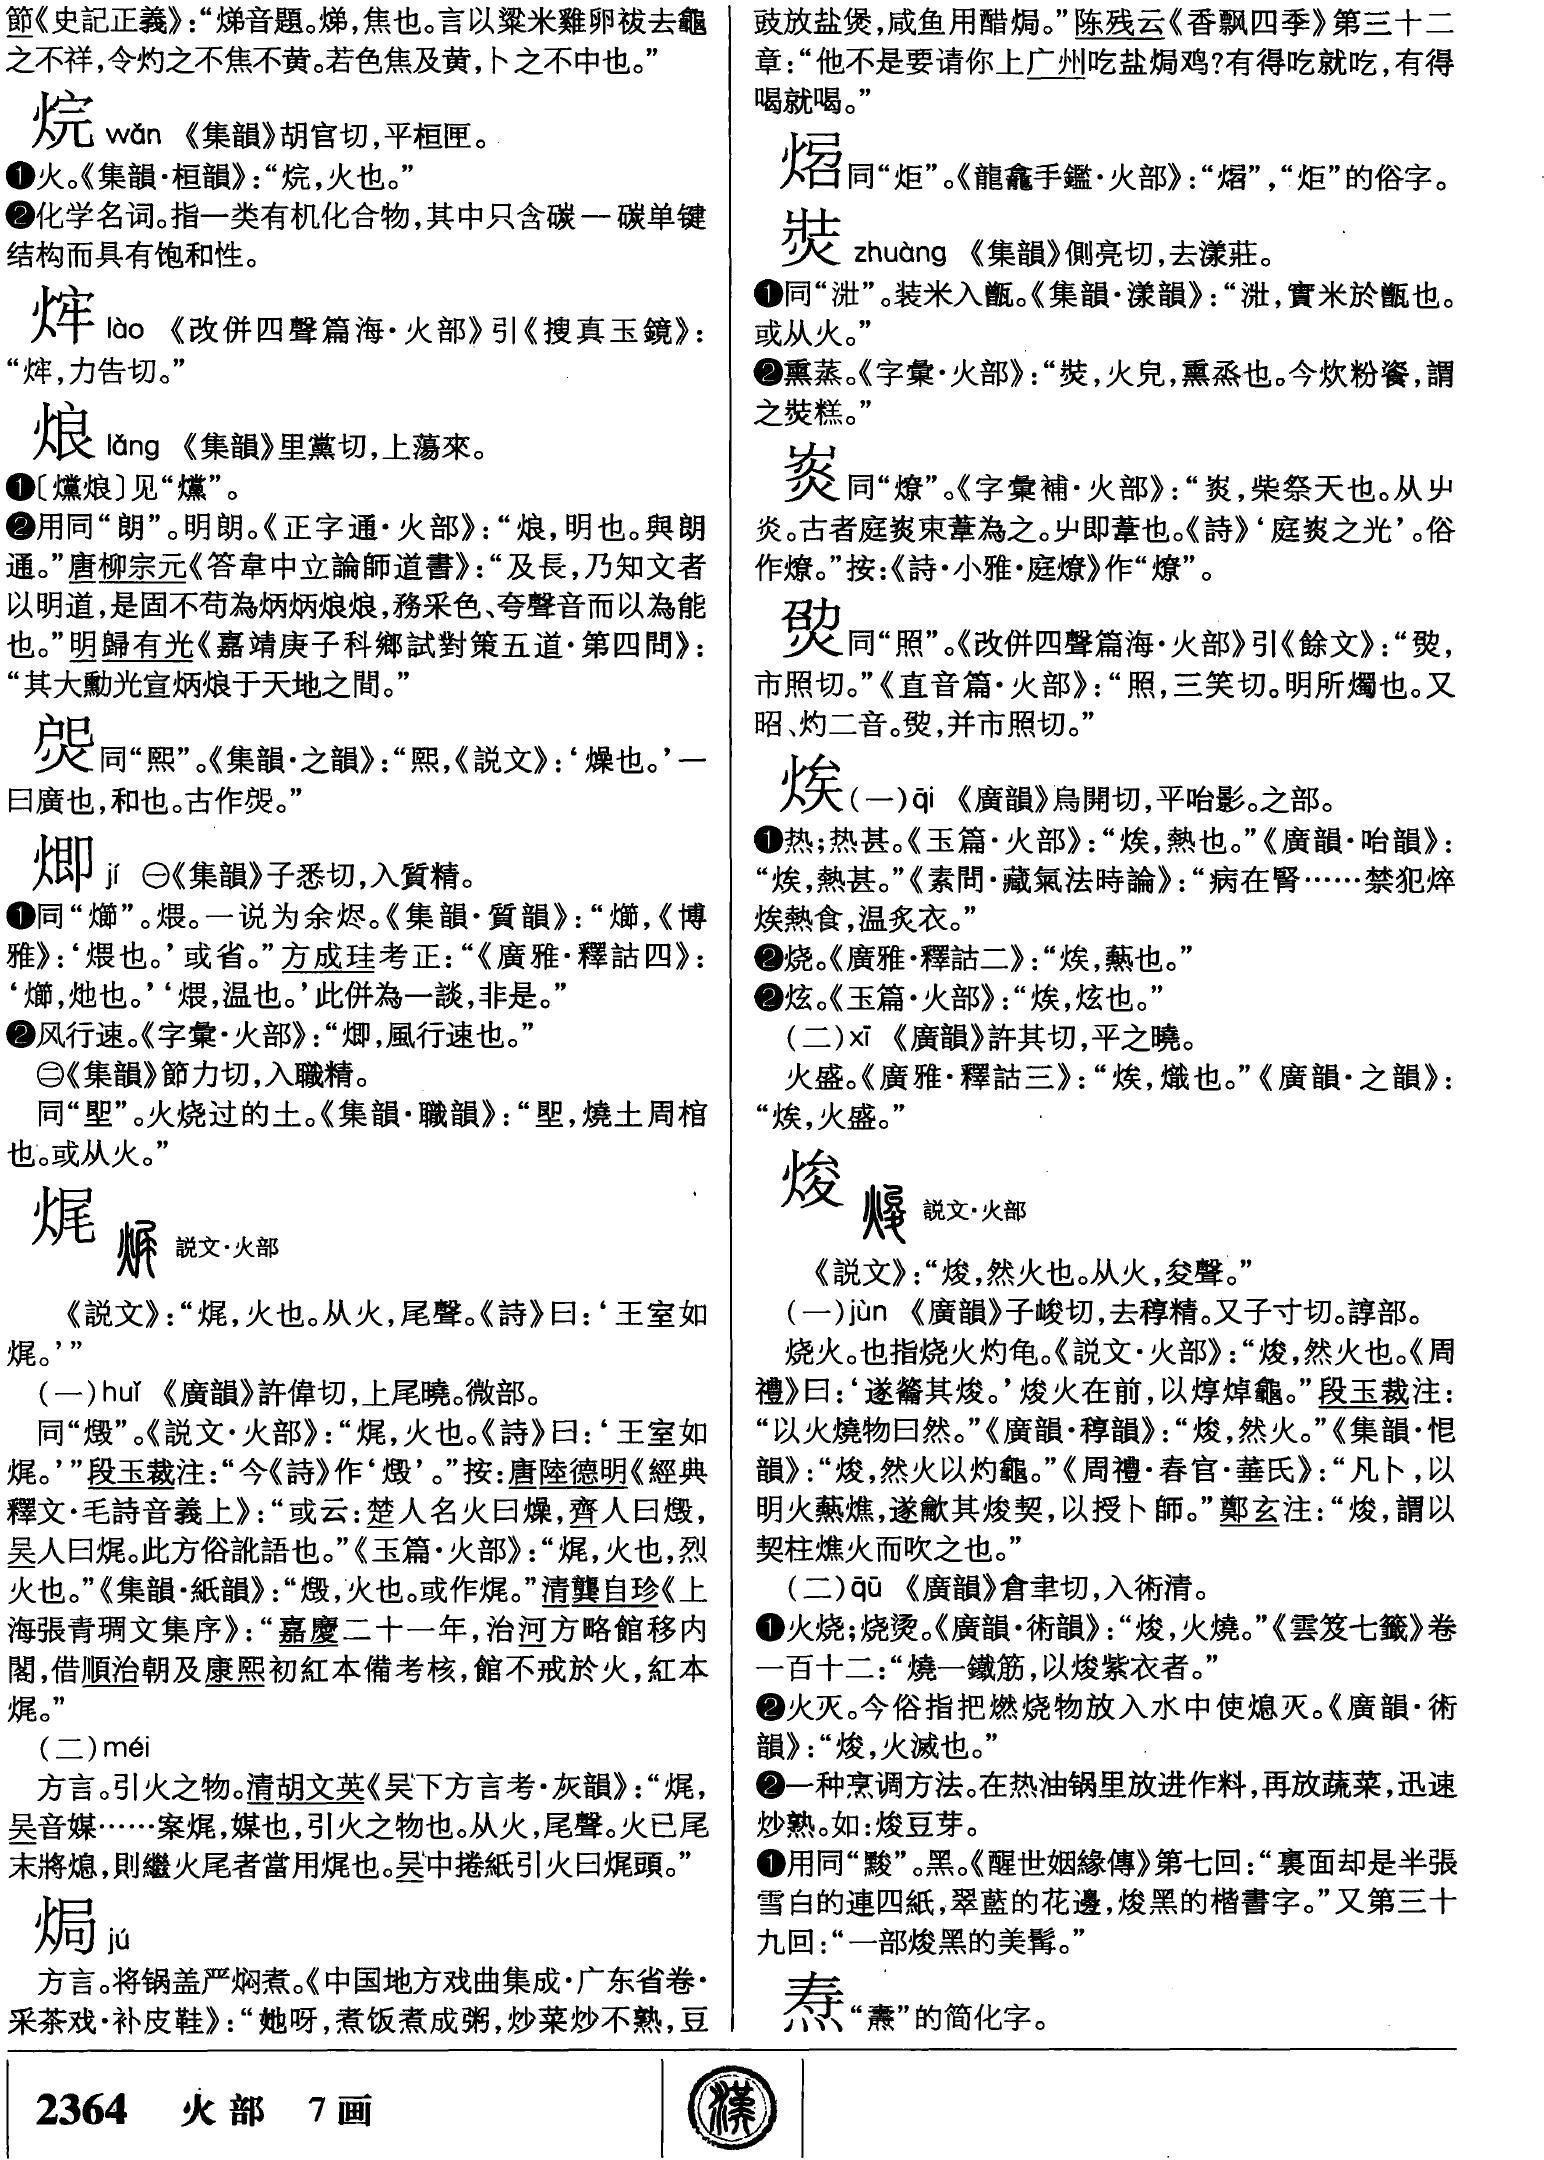 節《史記正義》：“焍音題。焍，焦也。言以粱米雞卵祓去龜
之不祥，令灼之不焦不黄。若色焦及黄，卜之不中也。”
烷 wǎn 《集韻》胡官切，平桓匣。
❶火。《集韻·桓韻》：“烷，火也。”
❷化学名词。指一类有机化合物，其中只含碳—碳单键
结构而具有饱和性。
lào 《改併四聲篇海·火部》引《搜真玉鏡》：
力告切。”
烺 lǎng 《集韻》里黨切，上蕩來。
❶〔爣烺〕见“爣”。
❷用同“朗”。明朗。《正字通·火部》：“烺，明也。與朗
通。”唐柳宗元《答韋中立論師道書》：“及長，乃知文者
以明道，是固不苟為炳炳烺烺，務采色、夸聲音而以為能
也。”明歸有光《嘉靖庚子科鄉試對策五道·第四問》：
“其大勳光宣炳烺于天地之間。”
同“熙”。《集韻·之韻》：“熙，《説文》：‘燥也。’一
曰廣也，和也。古作
jí ㊀《集韻》子悉切，入質精。
❶同“㘉”。煨。一说为余烬。《集韻·質韻》：《博
雅》：‘煨也。’或省。”方成珪考正：“《廣雅·釋詁四》：
炧也。’‘煨，温也。’此併為一談，非是。”
❷风行速。《字彙·火部》：風行速也。”
㊁《集韻》節力切，入職精。
同“堲”。火烧过的土。《集韻·職韻》：“堲，燒土周棺
也。或从火。”
焜 説文·火部
《説文》：“㷄，火也。从火，尾聲。《詩》曰：‘王室如
㷄。’”
（一）huǐ 《廣韻》許偉切，上尾曉。微部。
同“燬”。《説文·火部》：“㷄，火也。《詩》曰：‘王室如
㷄。’”段玉裁注：“今《詩》作‘燬’。”按：唐陸德明《經典
釋文·毛詩音義上》：“或云：楚人名火曰燥，齊人曰燬，
吴人曰㷄。此方俗訛語也。”《玉篇·火部》：“㷄，火也，烈
火也。”《集韻·紙韻》：“燬，火也。或作㷄。”清龔自珍《上
海張青琱文集序》：“嘉慶二十一年，治河方略館移内
閣，借順治朝及康熙初紅本備考核，館不戒於火，紅本
㷄。”
（二）méi
方言。引火之物。清胡文英《吴下方言考·灰韻》：“㷄，
吴音媒……案㷄，媒也，引火之物也。从火，尾聲。火已尾
末將熄，則繼火尾者當用㷄也。吴中捲紙引火曰㷄頭。”
焗 jú
方言。将锅盖严焖煮。《中国地方戏曲集成·广东省卷·
采茶戏·补皮鞋》：“她呀，煮饭煮成粥，炒菜炒不熟，豆
豉放盐煲，咸鱼用醋焗。”陈残云《香飘四季》第三十二
章：“他不是要请你上广州吃盐焗鸡？有得吃就吃，有得
喝就喝。”
同“炬”。《龍龕手鑑·火部》：“炬”的俗字。
焋 zhuàng 《集韻》側亮切，去漾莊。
❶同“㳻”。装米入甑。《集韻·漾韻》：實米於甑也。
或从火。”
❷熏蒸。《字彙·火部》：“焋，火皃，熏烝也。今炊粉餈，謂
之焋糕。”
同“燎”。《字彙補·火部》：柴祭天也。从屮
炎。古者庭㷋束葦為之。屮即葦也。《詩》‘庭㷋之光’。俗
作燎。”按：《詩·小雅·庭燎》作“燎”。
同“照”。《改併四聲篇海·火部》引《餘文》：
市照切。”《直音篇·火部》：“照，三笑切。明所燭也。又
昭、灼二音。并市照切。”
㶼（一）āi 《廣韻》烏開切，平咍影。之部。
❶热；热甚。《玉篇·火部》：“㶼，熱也。”《廣韻·咍韻》：
“㶼，熱甚。”《素問·藏氣法時論》：“病在腎……禁犯焠
㶼熱食，温炙衣。”
❷烧。《廣雅·釋詁二》：“㶼，爇也。”
❷炫。《玉篇·火部》：“㶼，炫也。”
（二）xī 《廣韻》許其切，平之曉。
火盛。《廣雅·釋詁三》：“㶼，熾也。”《廣韻·之韻》：
“㶼，火盛。”
焌 説文·火部
《説文》：“焌，然火也。从火，夋聲。”
（一）jùn 《廣韻》子峻切，去稕精。又子寸切。諄部。
烧火。也指烧火灼龟。《説文·火部》：“焌，然火也。《周
禮》曰：‘遂籥其焌。’焌火在前，以焞焯龜。”段玉裁注：
“以火燒物曰然。”《廣韻·稕韻》：“焌，然火。”《集韻·恨
韻》：“焌，然火以灼龜。”《周禮·春官·菙氏》：“凡卜，以
明火爇燋，遂龡其焌契，以授卜師。”鄭玄注：“焌，謂以
契柱燋火而吹之也。”
（二）qū 《廣韻》倉聿切，入術清。
❶火烧；烧烫。《廣韻·術韻》：“焌，火燒。”《雲笈七籤》卷
一百十二：“燒一鐵筋，以焌紫衣者。”
❷火灭。今俗指把燃烧物放入水中使熄灭。《廣韻·術
韻》：“焌，火滅也。”
❷一种烹调方法。在热油锅里放进作料，再放蔬菜，迅速
炒熟。如：焌豆芽。
❶用同“黢”。黑。《醒世姻緣傳》第七回：“裏面却是半張
雪白的連四紙，翠藍的花邊，焌黑的楷書字。”又第三十
九回：“一部焌黑的美髯。”
焘 “燾”的简化字。
2364 火部 7画
漢